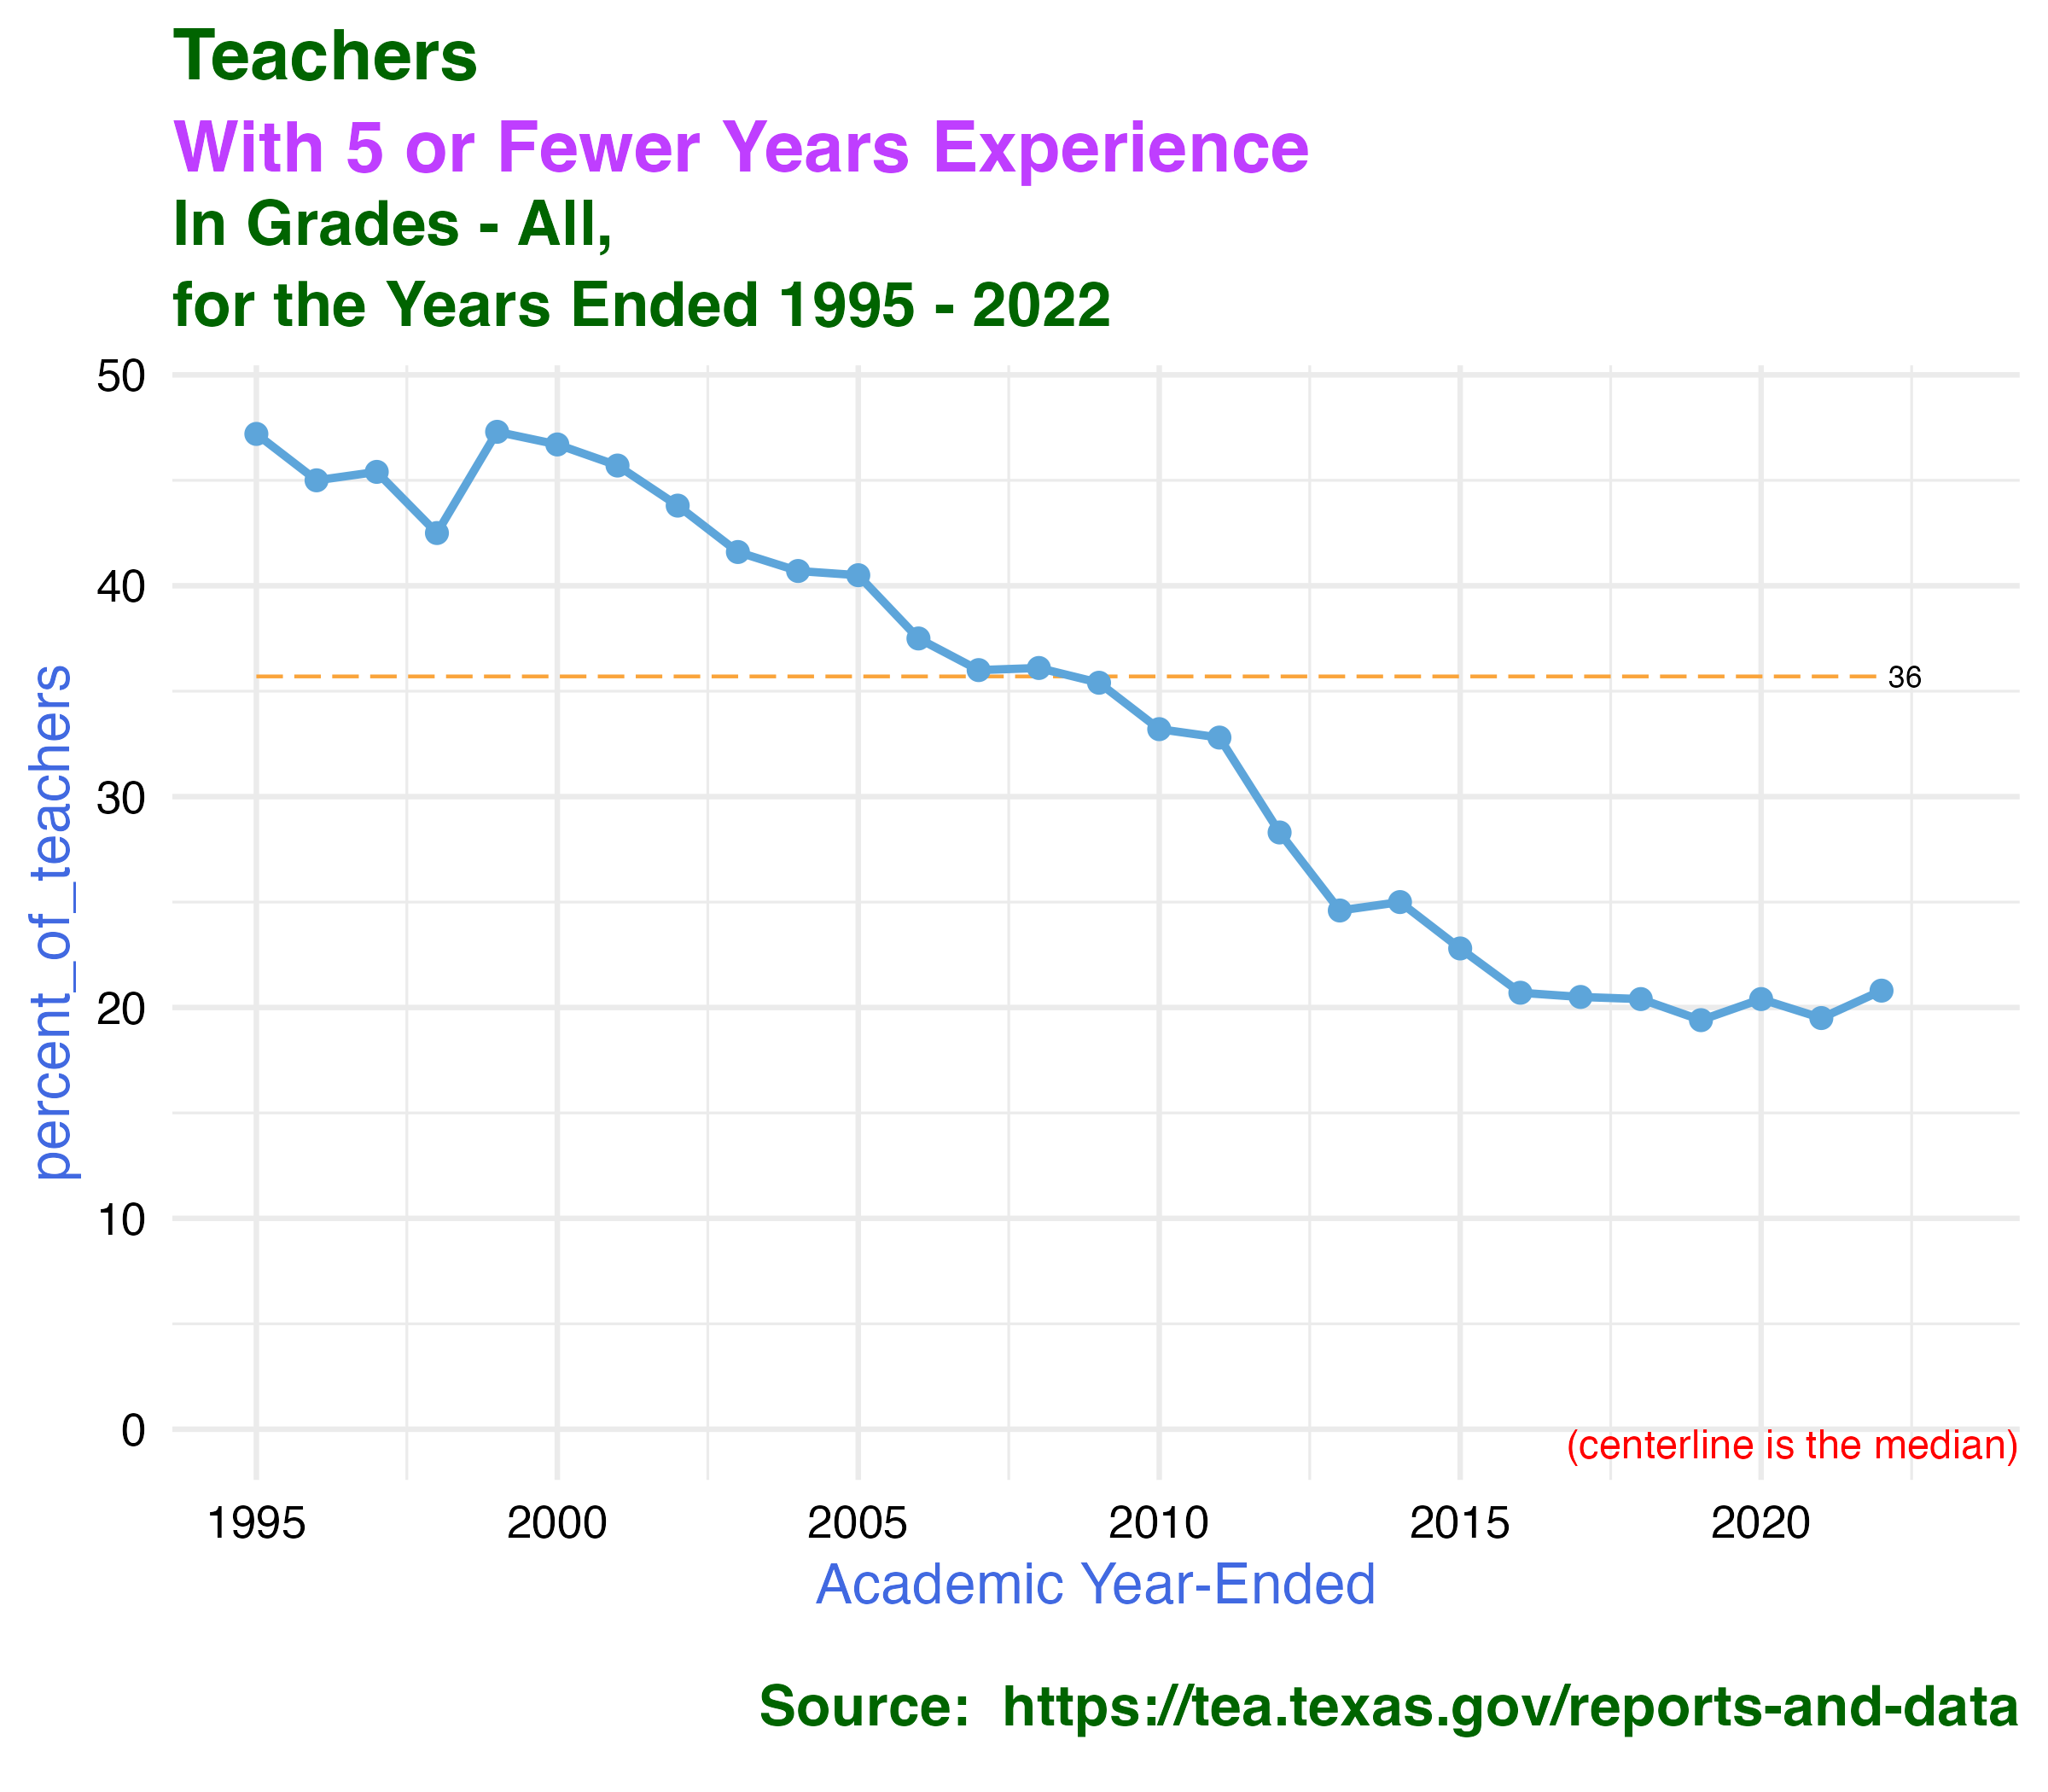 Teachers
With 5 or Fewer Years Experience
In Grades - All,
for the Years Ended 1995 - 2022
50
40
30
20
10
0
percent_of_teachers
36
(centerline is the median)
1995 2000 2005 2010 2015 2020
Academic Year-Ended
Source:  https://tea.texas.gov/reports-and-data